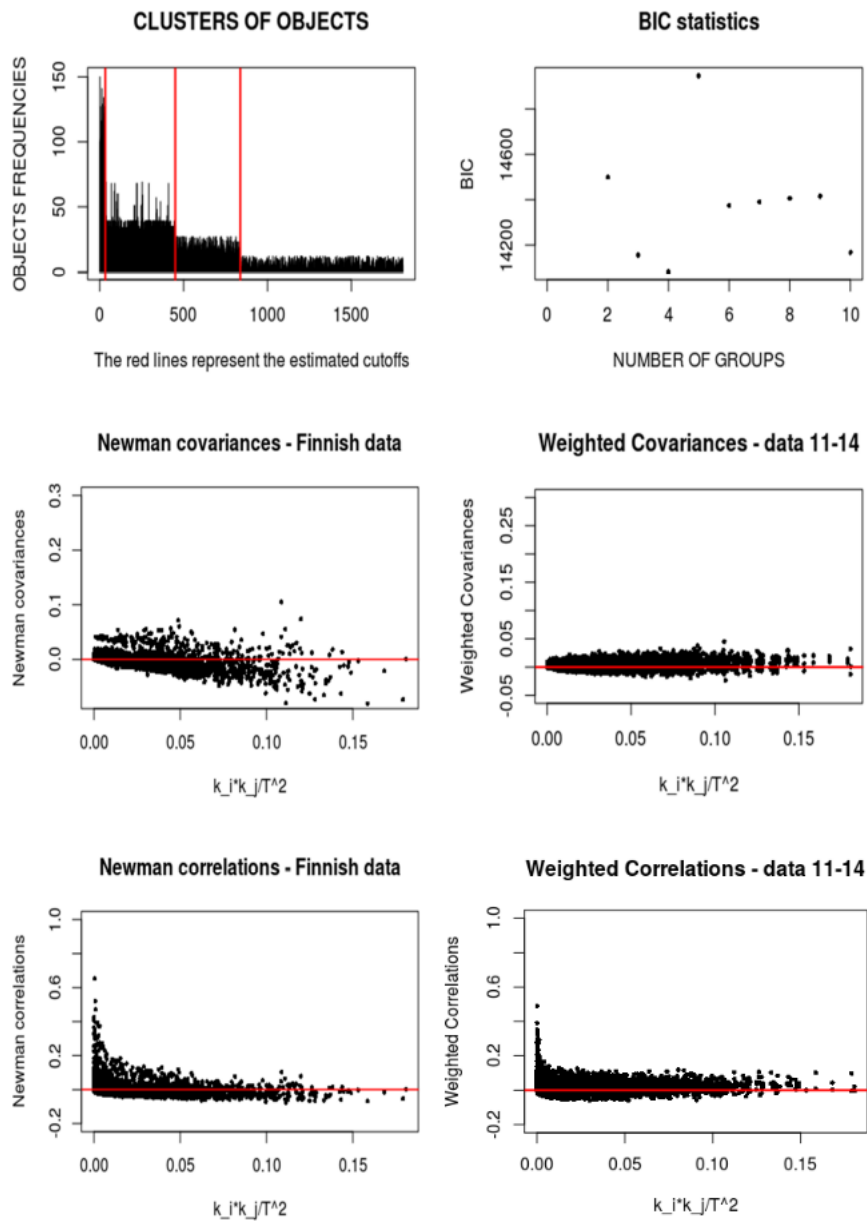 CLUSTERS OF OBJECTS
OBJECTS FREQUENCIES
150
100
50
0
0 500 1000 1500
The red lines represent the estimated cutoffs
BIC statistics
BIC
14600
14200
0 2 4 6 8 10
NUMBER OF GROUPS
Newman covariances - Finnish data
Newman covariances
0.3
0.2
0.1
0.0
0.00 0.05 0.10 0.15
k_i*k_j/T^2
Weighted Covariances - data 11-14
Weighted Covariances
0.25
0.15
0.05
-0.05
0.00 0.05 0.10 0.15
k_i*k_j/T^2
Newman correlations - Finnish data
Newman correlations
1.0
0.6
0.2
-0.2
0.00 0.05 0.10 0.15
k_i*k_j/T^2
Weighted Correlations - data 11-14
Weighted Correlations
1.0
0.6
0.2
-0.2
0.00 0.05 0.10 0.15
k_i*k_j/T^2